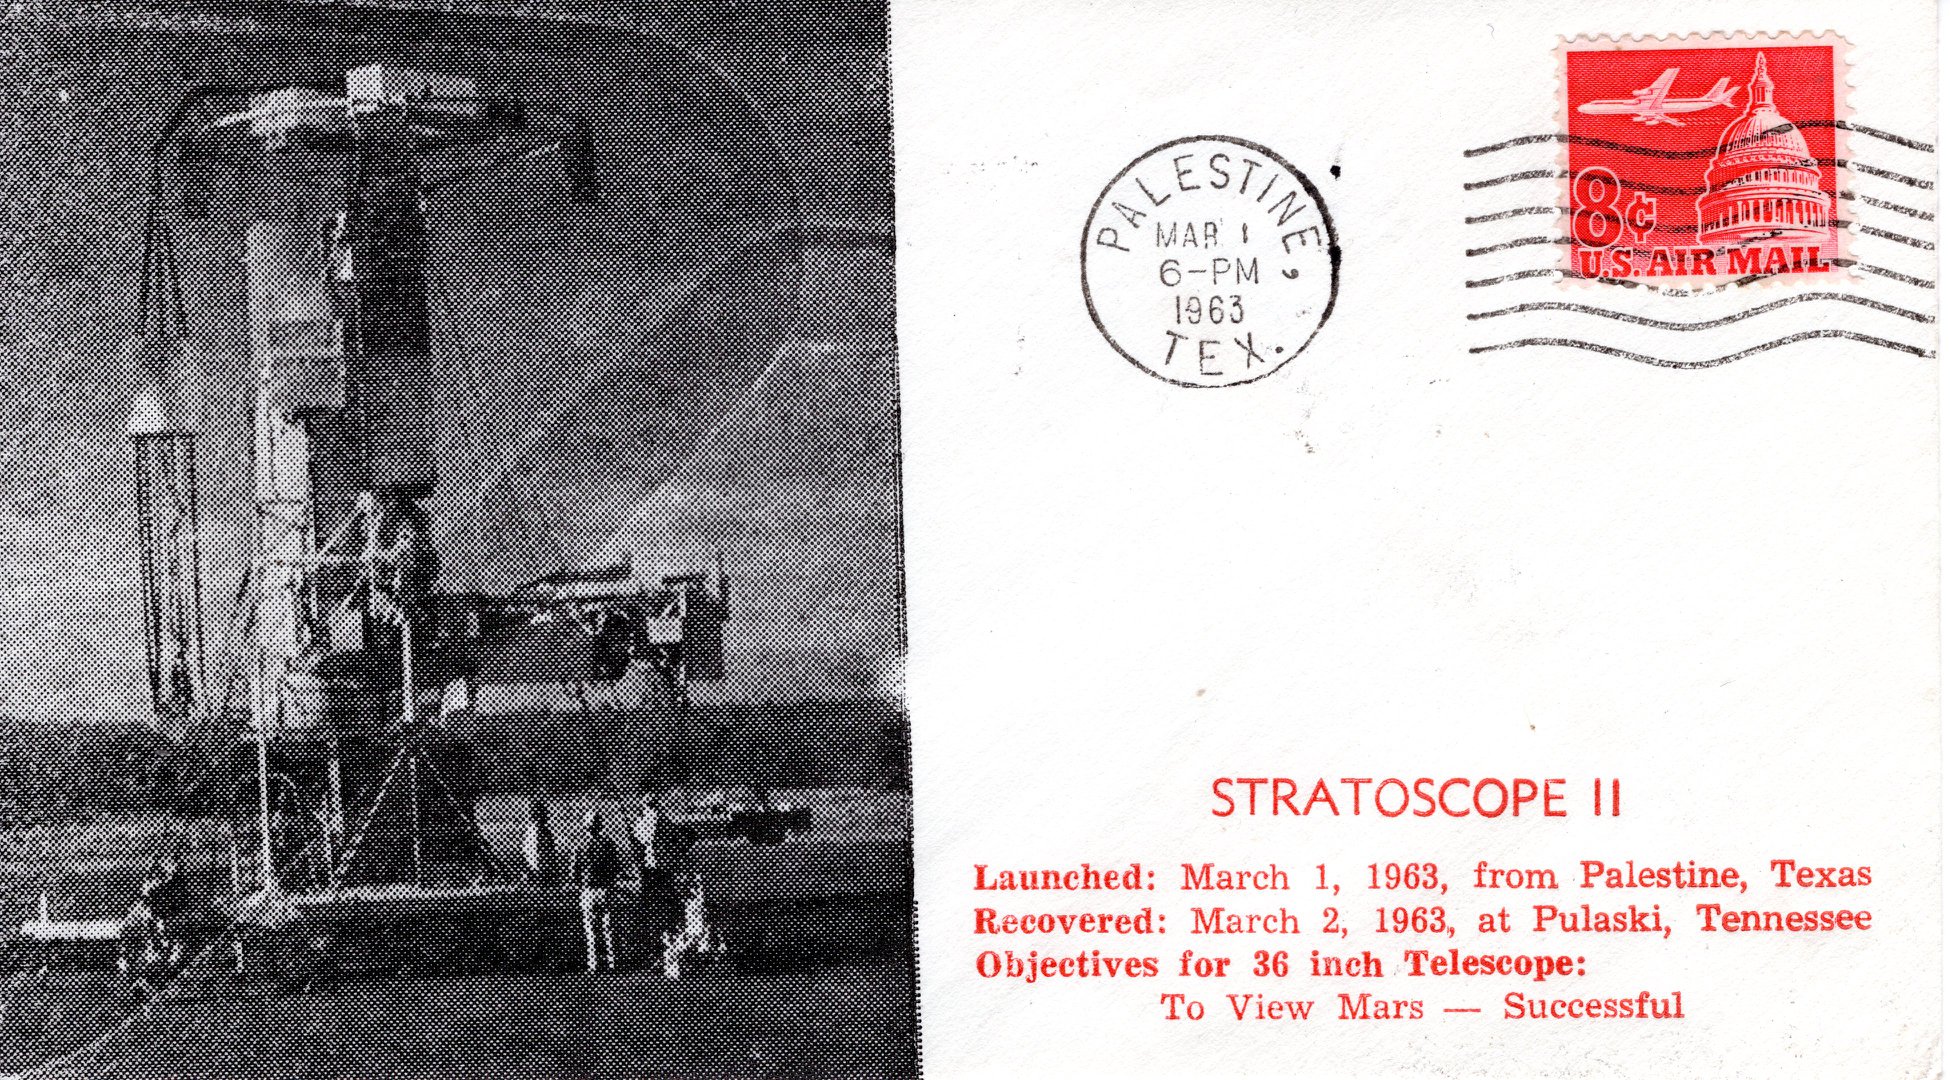 PALESTINE,
MAR 1
6-PM
1963
TEX.
8¢
U.S. AIR MAIL
STRATOSCOPE II
Launched: March 1, 1963, from Palestine, Texas
Recovered: March 2, 1963, at Pulaski, Tennessee
Objectives for 36 inch Telescope:
To View Mars — Successful